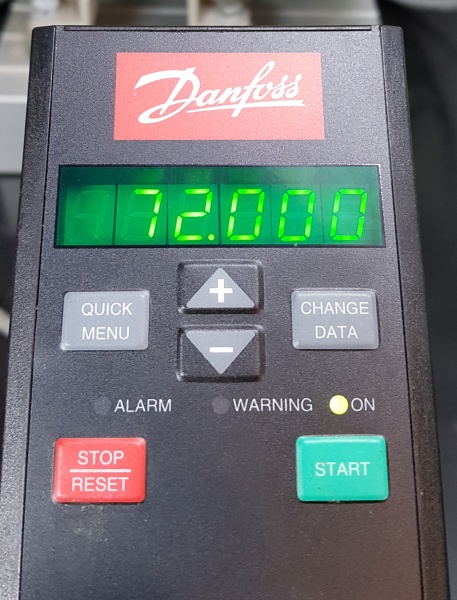 Danfoss
72.000
+
QUICK
MENU
CHANGE
DATA
−
ALARM
WARNING
ON
STOP
RESET
START